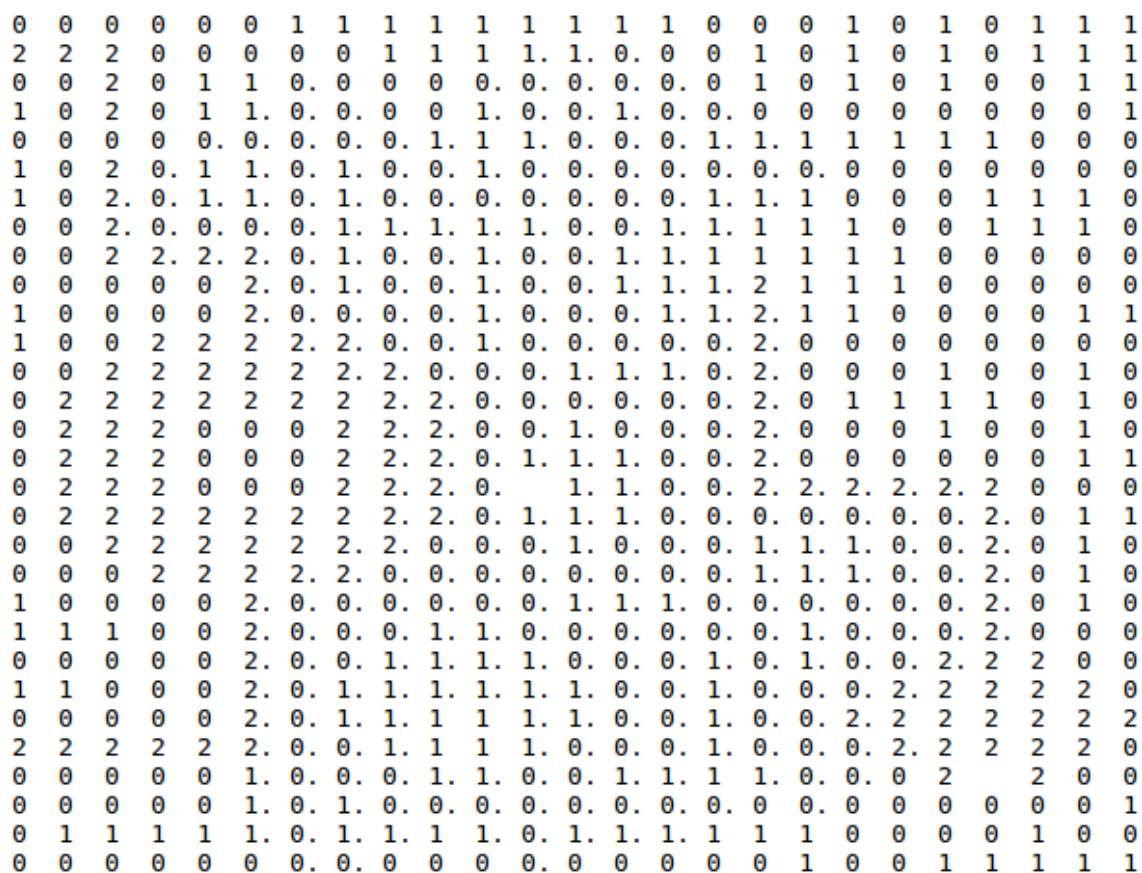 0 0 0 0 0 0 1 1 1 1 1 1 1 1 1 0 0 0 1 0 1 0 1 1 1
2 2 2 0 0 0 0 0 1 1 1 1. 1. 0. 0 0 1 0 1 0 1 0 1 1 1
0 0 2 0 1 1 0. 0 0 0 0. 0. 0. 0. 0. 0 1 0 1 0 1 0 0 1 1
1 0 2 0 1 1. 0. 0. 0 0 1. 0. 0. 1. 0. 0. 0 0 0 0 0 0 0 0 1
0 0 0 0 0. 0. 0. 0. 0. 1. 1 1. 0. 0. 0. 1. 1. 1 1 1 1 1 0 0 0
1 0 2 0. 1 1. 0. 1. 0. 0. 1. 0. 0. 0. 0. 0. 0. 0. 0 0 0 0 0 0 0
1 0 2. 0. 1. 1. 0. 1. 0. 0. 0. 0. 0. 0. 0. 1. 1. 1 0 0 0 1 1 1 0
0 0 2. 0. 0. 0. 0. 1. 1. 1. 1. 1. 0. 0. 1. 1. 1 1 1 0 0 1 1 1 0
0 0 2 2. 2. 2. 0. 1. 0. 0. 1. 0. 0. 1. 1. 1 1 1 1 1 0 0 0 0 0
0 0 0 0 0 2. 0. 1. 0. 0. 1. 0. 0. 1. 1. 1. 2 1 1 1 0 0 0 0 0
1 0 0 0 0 2. 0. 0. 0. 0. 1. 0. 0. 0. 1. 1. 2. 1 1 0 0 0 0 1 1
1 0 0 2 2 2 2. 2. 0. 0. 1. 0. 0. 0. 0. 0. 2. 0 0 0 0 0 0 0 0
0 0 2 2 2 2 2 2. 2. 0. 0. 0. 1. 1. 1. 0. 2. 0 0 0 1 0 0 1 0
0 2 2 2 2 2 2 2 2. 2. 0. 0. 0. 0. 0. 0. 2. 0 1 1 1 1 0 1 0
0 2 2 2 0 0 0 2 2. 2. 0. 0. 1. 0. 0. 0. 2. 0 0 0 1 0 0 1 0
0 2 2 2 0 0 0 2 2. 2. 0. 1. 1. 1. 0. 0. 2. 0 0 0 0 0 0 1 1
0 2 2 2 0 0 0 2 2. 2. 0. 1. 1. 0. 0. 2. 2. 2. 2. 2. 2 0 0 0
0 2 2 2 2 2 2 2 2. 2. 0. 1. 1. 1. 0. 0. 0. 0. 0. 0. 0. 2. 0 1 1
0 0 2 2 2 2 2 2. 2. 0. 0. 0. 1. 0. 0. 0. 1. 1. 1. 0. 0. 2. 0 1 0
0 0 0 2 2 2 2. 2. 0. 0. 0. 0. 0. 0. 0. 0. 1. 1. 1. 0. 0. 2. 0 1 0
1 0 0 0 0 2. 0. 0. 0. 0. 0. 0. 1. 1. 1. 0. 0. 0. 0. 0. 0. 2. 0 1 0
1 1 1 0 0 2. 0. 0. 0. 1. 1. 0. 0. 0. 0. 0. 0. 1. 0. 0. 0. 2. 0 0 0
0 0 0 0 0 2. 0. 0. 1. 1. 1. 1. 0. 0. 0. 1. 0. 1. 0. 0. 2. 2 2 0 0
1 1 0 0 0 2. 0. 1. 1. 1. 1. 1. 1. 0. 0. 1. 0. 0. 0. 2. 2 2 2 2 0
0 0 0 0 0 2. 0. 1. 1. 1 1 1. 1. 0. 0. 1. 0. 0. 2. 2 2 2 2 2 2
2 2 2 2 2 2. 0. 0. 1. 1 1 1. 0. 0. 0. 1. 0. 0. 0. 2. 2 2 2 2 0
0 0 0 0 0 1. 0. 0. 0. 1. 1. 0. 0. 1. 1. 1 1. 0. 0. 0 2 2 0 0
0 0 0 0 0 1. 0. 1. 0. 0. 0. 0. 0. 0. 0. 0. 0 0. 0 0 0 0 0 0 1
0 1 1 1 1 1. 0. 1. 1. 1 1 1. 0. 1. 1. 1. 1 1 1 0 0 0 0 1 0 0
0 0 0 0 0 0 0. 0. 0 0 0 0. 0 0 0 0 0 1 0 0 1 1 1 1 1